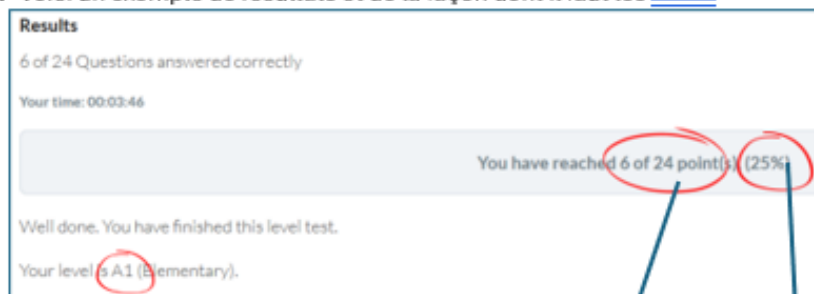 Results
6 of 24 Questions answered correctly
Your time: 00:03:46
You have reached 6 of 24 point(s), (25%)
Well done. You have finished this level test.
Your level is A1 (Elementary).